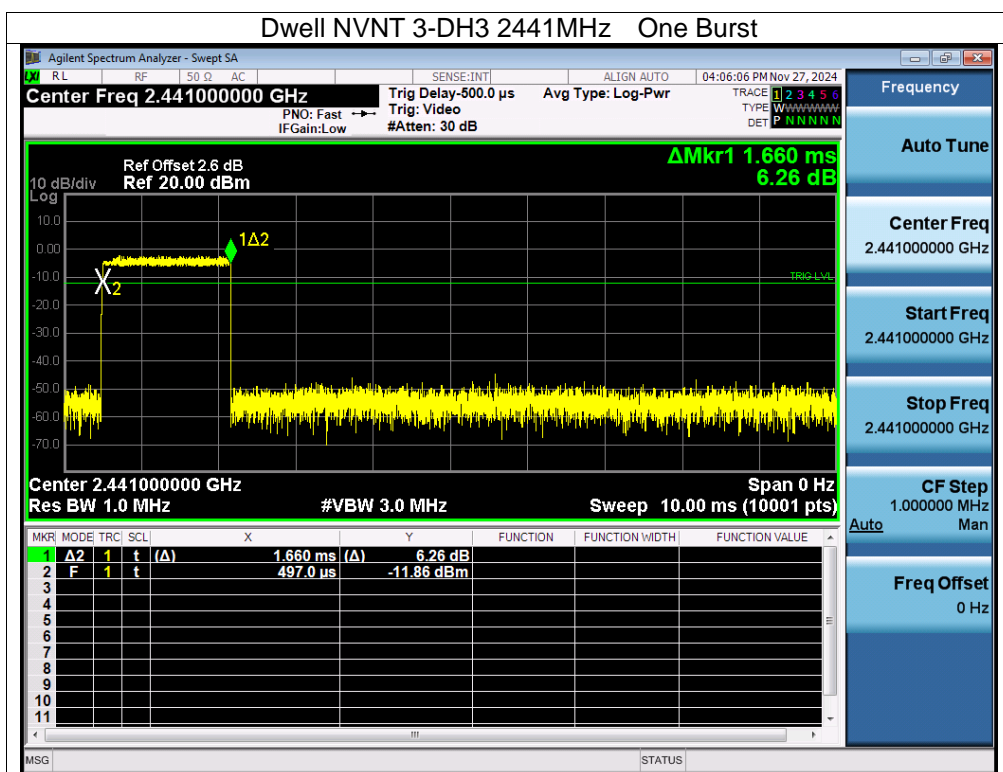 Dwell NVNT 3-DH3 2441MHz    One Burst
Agilent Spectrum Analyzer - Swept SA
LXI RL RF 50 Ω AC SENSE:INT ALIGN AUTO 04:06:06 PM Nov 27, 2024
Center Freq 2.441000000 GHz
PNO: Fast
IFGain:Low
Trig Delay-500.0 µs
Trig: Video
#Atten: 30 dB
Avg Type: Log-Pwr
TRACE 1 2 3 4 5 6
TYPE WWWWWW
DET P N N N N N
ΔMkr1 1.660 ms
6.26 dB
Ref Offset 2.6 dB
10 dB/div Ref 20.00 dBm
Log
10.0
0.00
-10.0
-20.0
-30.0
-40.0
-50.0
-60.0
-70.0
1Δ2
2
TRIG LVL
Center 2.441000000 GHz Span 0 Hz
Res BW 1.0 MHz #VBW 3.0 MHz Sweep 10.00 ms (10001 pts)
MKR MODE TRC SCL X Y FUNCTION FUNCTION WIDTH FUNCTION VALUE
1 Δ2 1 t (Δ) 1.660 ms (Δ) 6.26 dB
2 F 1 t 497.0 µs -11.86 dBm
3
4
5
6
7
8
9
10
11
MSG STATUS
Frequency
Auto Tune
Center Freq
2.441000000 GHz
Start Freq
2.441000000 GHz
Stop Freq
2.441000000 GHz
CF Step
1.000000 MHz
Auto Man
Freq Offset
0 Hz